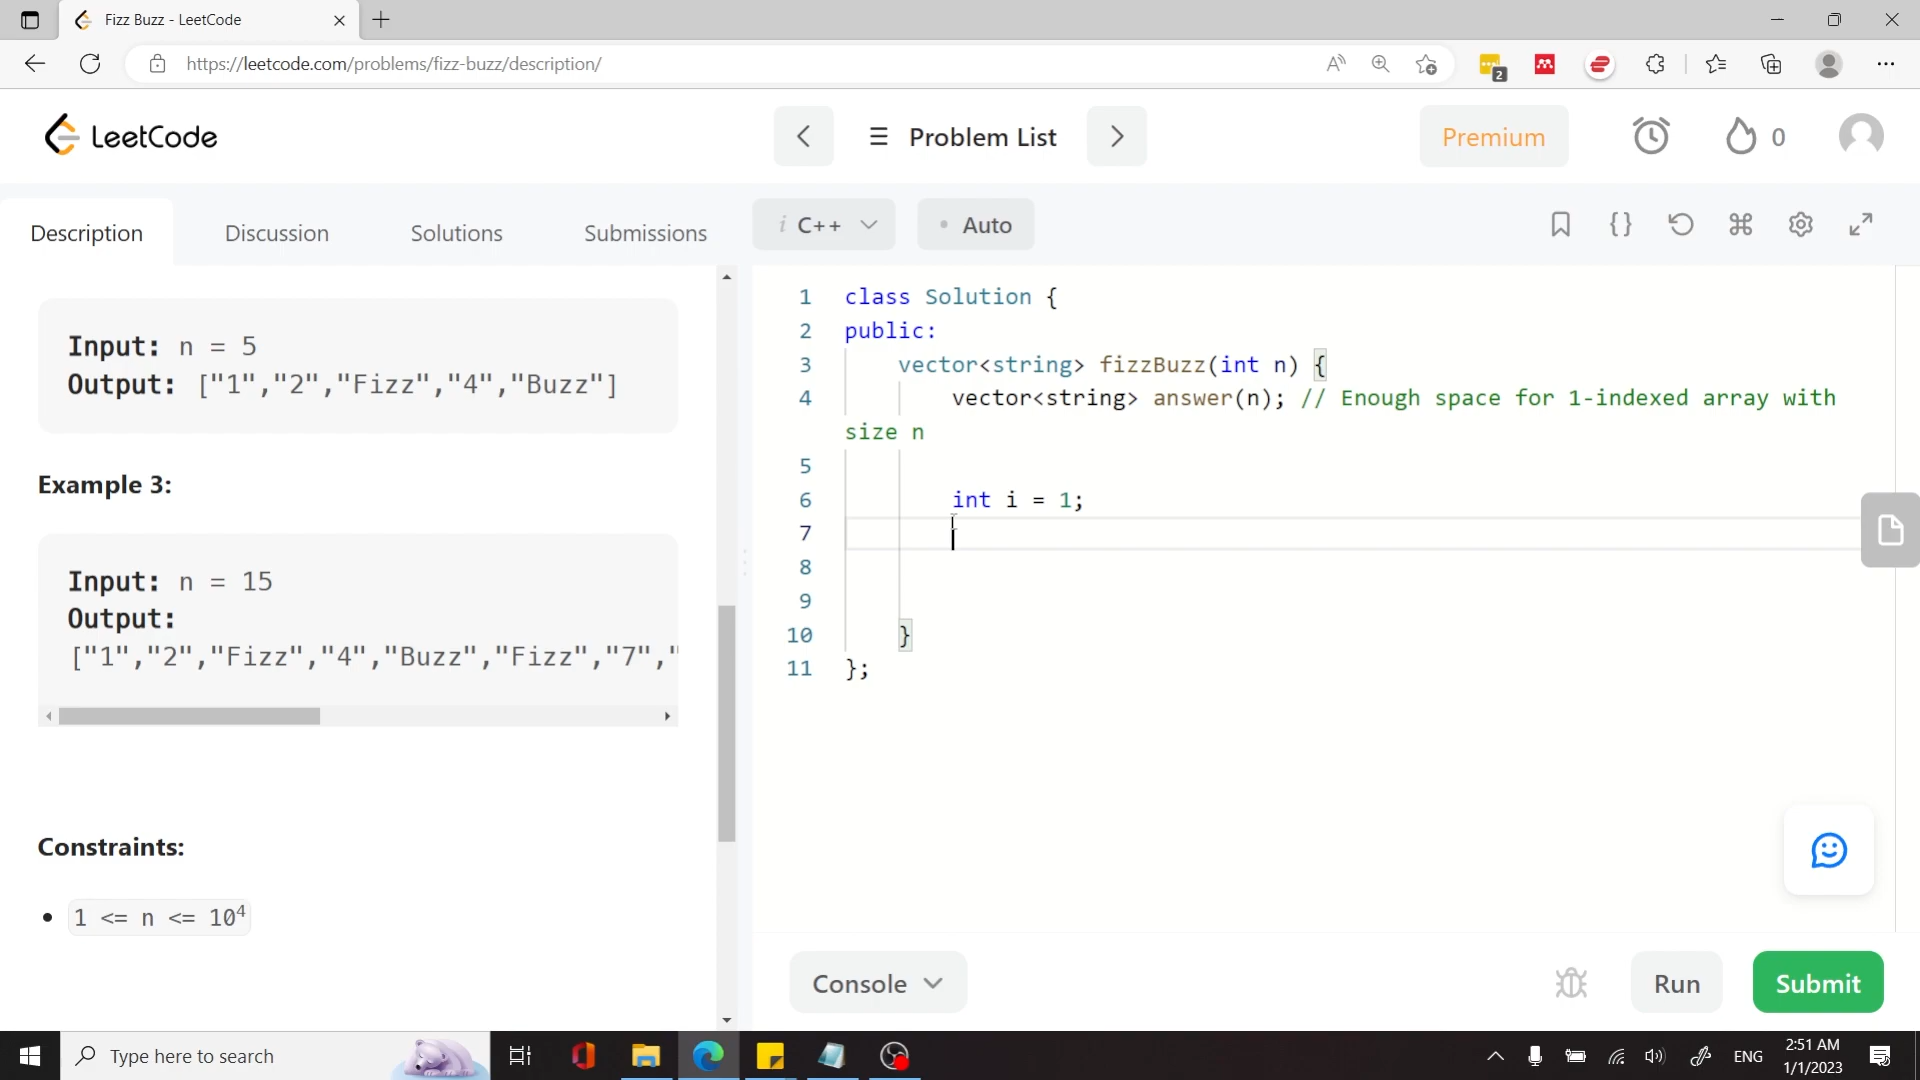 Fizz Buzz - LeetCode
https://leetcode.com/problems/fizz-buzz/description/
2
LeetCode
Problem List
Premium
0
Description
Discussion
Solutions
Submissions
i C++
Auto
Input: n = 5
Output: ["1","2","Fizz","4","Buzz"]
Example 3:
Input: n = 15
Output:
["1","2","Fizz","4","Buzz","Fizz","7","
Constraints:
1 <= n <= 10⁴
1 class Solution {
2 public:
3 vector<string> fizzBuzz(int n) {
4 vector<string> answer(n); // Enough space for 1-indexed array with
size n
5
6 int i = 1;
7
8
9
10 }
11 };
Console
Run
Submit
Type here to search
ENG
2:51 AM
1/1/2023